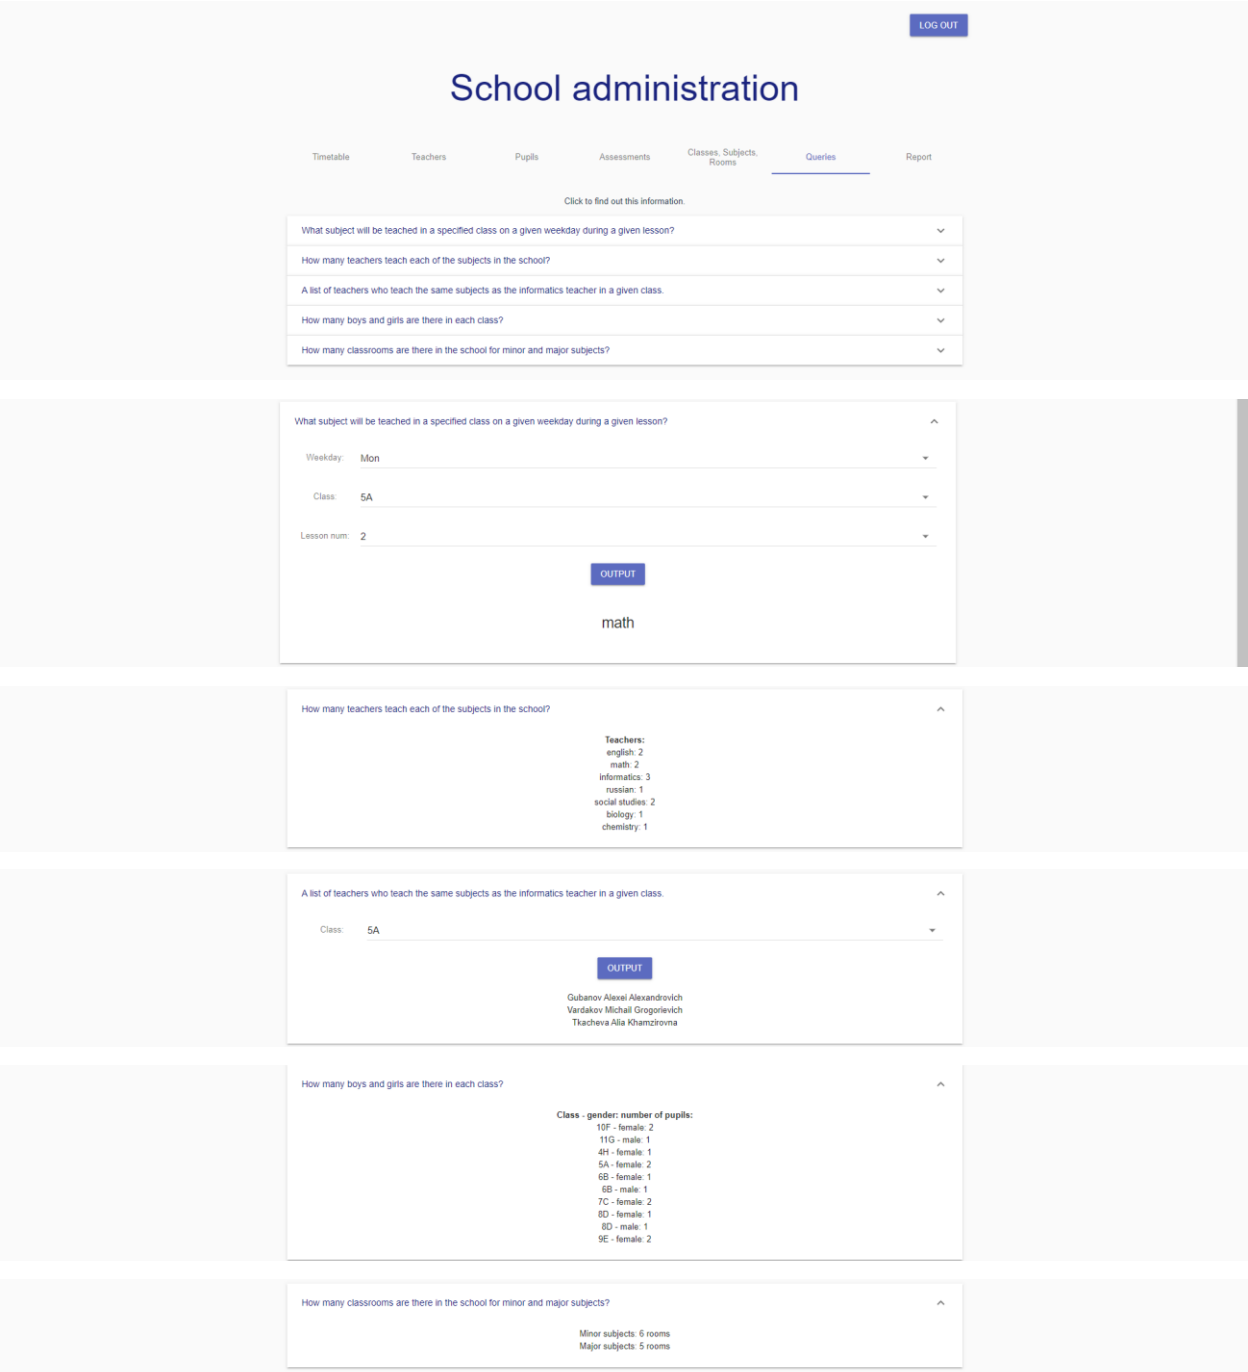 LOG OUT
School administration
Timetable Teachers Pupils Assessments Classes, Subjects, Rooms Queries Report
Click to find out this information.
What subject will be teached in a specified class on a given weekday during a given lesson?
How many teachers teach each of the subjects in the school?
A list of teachers who teach the same subjects as the informatics teacher in a given class.
How many boys and girls are there in each class?
How many classrooms are there in the school for minor and major subjects?
What subject will be teached in a specified class on a given weekday during a given lesson?
Weekday: Mon
Class: 5A
Lesson num: 2
OUTPUT
math
How many teachers teach each of the subjects in the school?
Teachers:
english: 2
math: 2
informatics: 3
russian: 1
social studies: 2
biology: 1
chemistry: 1
A list of teachers who teach the same subjects as the informatics teacher in a given class.
Class: 5A
OUTPUT
Gubanov Alexei Alexandrovich
Vardakov Michail Grogorievich
Tkacheva Alia Khamzirovna
How many boys and girls are there in each class?
Class - gender: number of pupils:
10F - female: 2
11G - male: 1
4H - female: 1
5A - female: 2
6B - female: 1
6B - male: 1
7C - female: 2
8D - female: 1
8D - male: 1
9E - female: 2
How many classrooms are there in the school for minor and major subjects?
Minor subjects: 6 rooms
Major subjects: 5 rooms